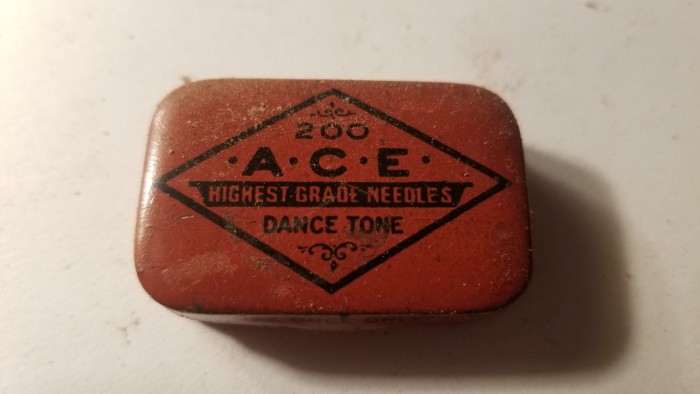 200
·A·C·E·
HIGHEST GRADE NEEDLES
DANCE TONE